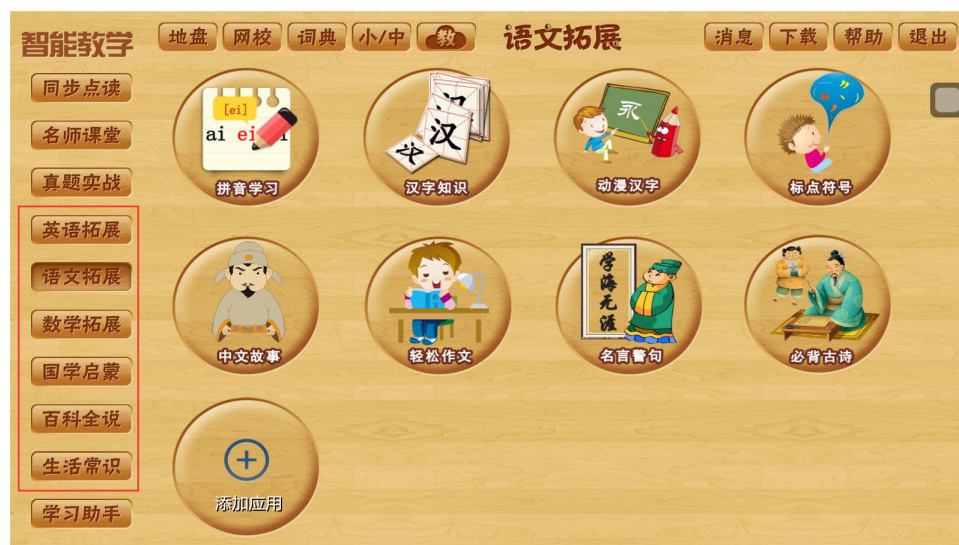 智能教学
地盘
网校
词典
小/中
教
语文拓展
消息
下载
帮助
退出
同步点读
名师课堂
真题实战
英语拓展
语文拓展
数学拓展
国学启蒙
百科全说
生活常识
学习助手
[ei]
ai ei i
拼音学习
汉
汉
汉
汉字知识
永
动漫汉字
标点符号
中文故事
轻松作文
学海无涯
名言警句
必背古诗
添加应用